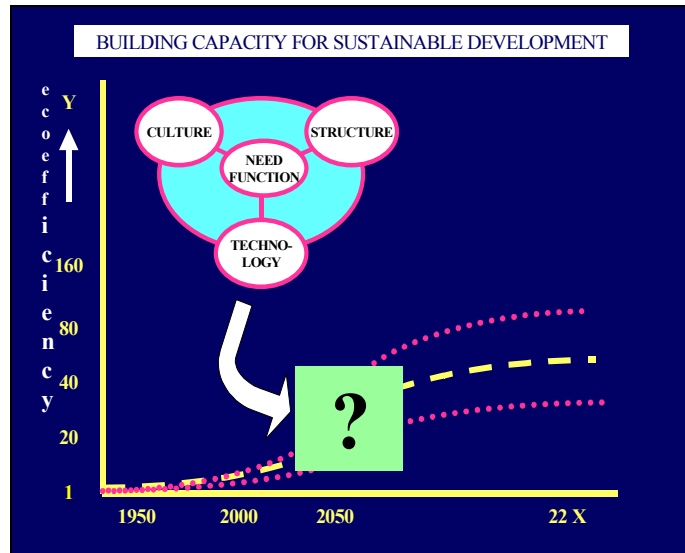 BUILDING CAPACITY FOR SUSTAINABLE DEVELOPMENT
ecoefficiency
Y
CULTURE
STRUCTURE
NEED
FUNCTION
TECHNO-
LOGY
160
80
40
20
1
?
1950 2000 2050 22 X